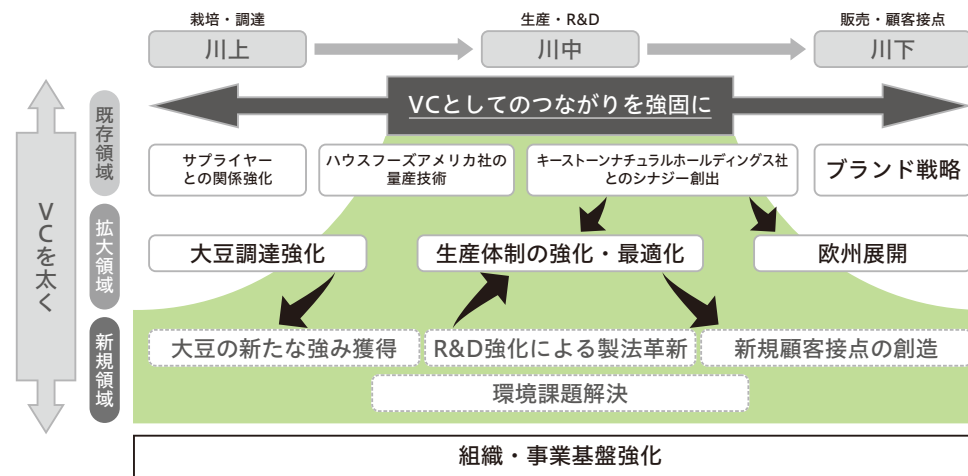 栽培・調達
生産・R&D
販売・顧客接点
川上
川中
川下
VCとしてのつながりを強固に
VCを太く
既存領域
サプライヤー
との関係強化
ハウスフーズアメリカ社の
量産技術
キーストーンナチュラルホールディングス社
とのシナジー創出
ブランド戦略
拡大領域
大豆調達強化
生産体制の強化・最適化
欧州展開
新規領域
大豆の新たな強み獲得
R&D強化による製法革新
新規顧客接点の創造
環境課題解決
組織・事業基盤強化